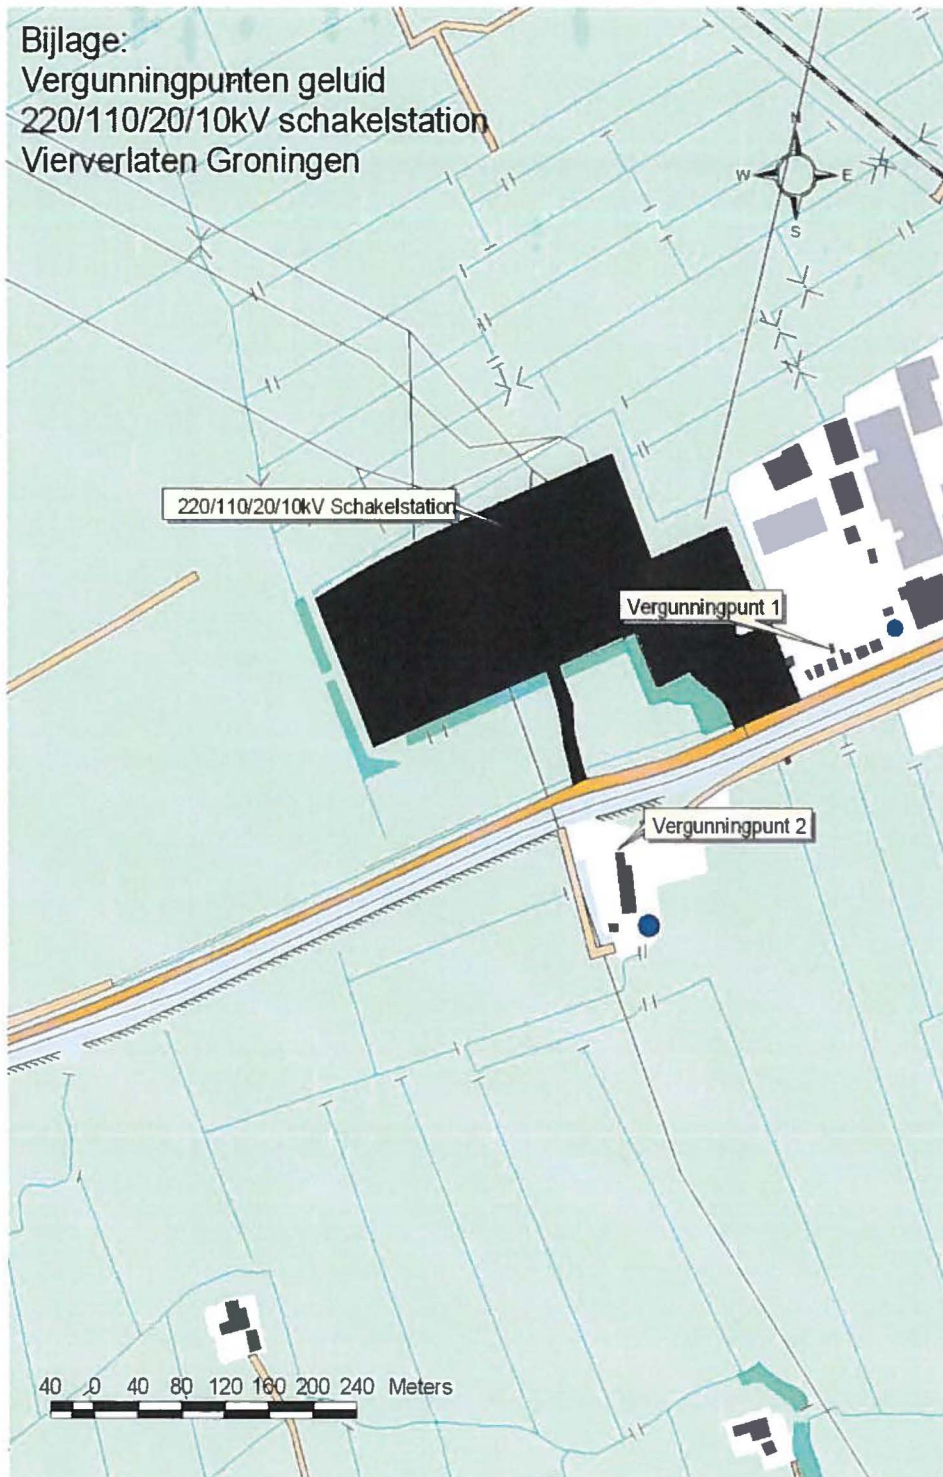 Bijlage:
Vergunningpunten geluid
220/110/20/10kV schakelstation
Vierverlaten Groningen
N
W E
S
220/110/20/10kV Schakelstation
Vergunningpunt 1
Vergunningpunt 2
40 0 40 80 120 160 200 240 Meters